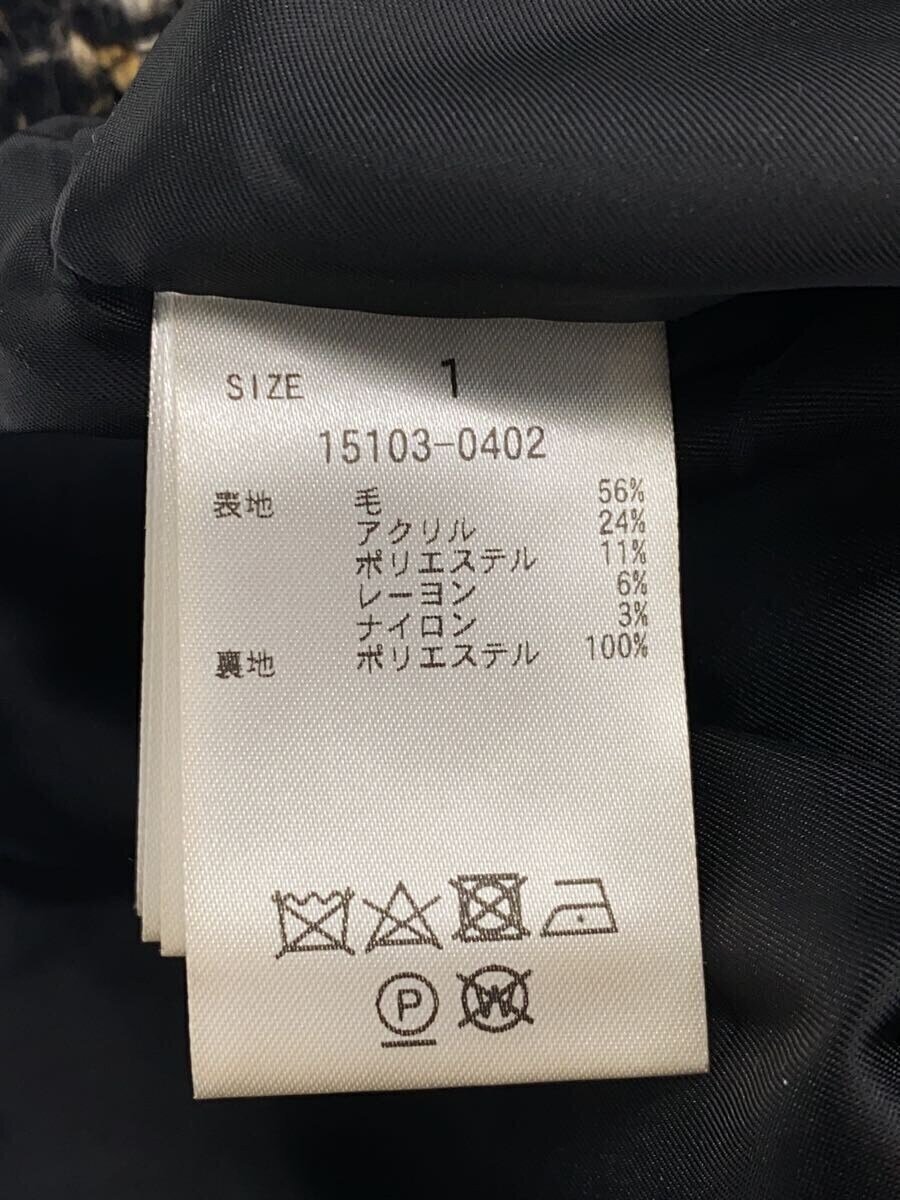 SIZE 1
15103-0402
表地 毛 56%
アクリル 24%
ポリエステル 11%
レーヨン 6%
ナイロン 3%
裏地 ポリエステル 100%
P
W